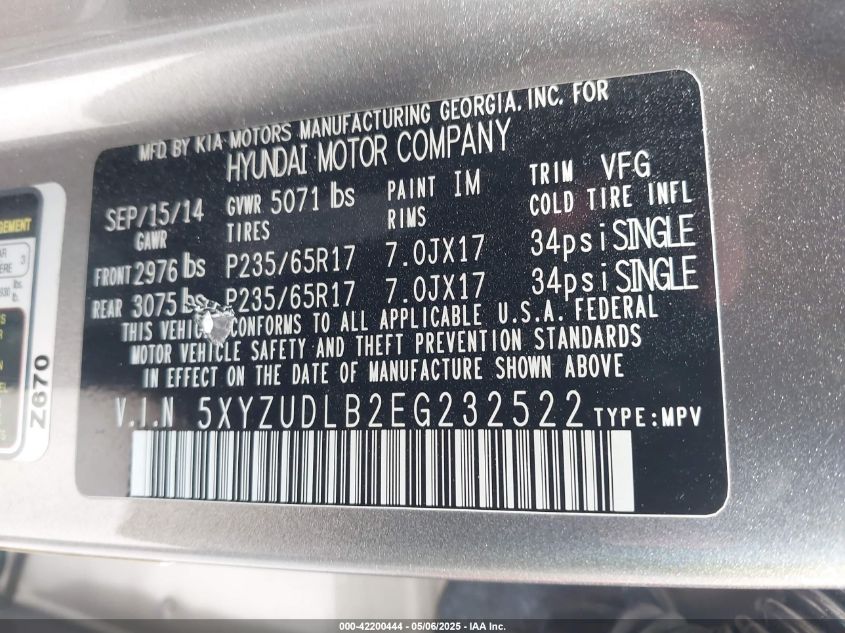 MFD. BY KIA MOTORS MANUFACTURING GEORGIA. INC. FOR
HYUNDAI MOTOR COMPANY
SEP/15/14 GVWR 5071 lbs PAINT IM TRIM VFG
GAWR TIRES RIMS COLD TIRE INFL
FRONT 2976 lbs P235/65R17 7.0JX17 34psi SINGLE
REAR 3075 lbs P235/65R17 7.0JX17 34psi SINGLE
THIS VEHIC CONFORMS TO ALL APPLICABLE U.S.A. FEDERAL
MOTOR VEHICLE SAFETY AND THEFT PREVENTION STANDARDS
IN EFFECT ON THE DATE OF MANUFACTURE SHOWN ABOVE
V.I.N 5XYZUDLB2EG232522 TYPE:MPV
Z670
000-42200444 - 05/06/2025 - IAA Inc.